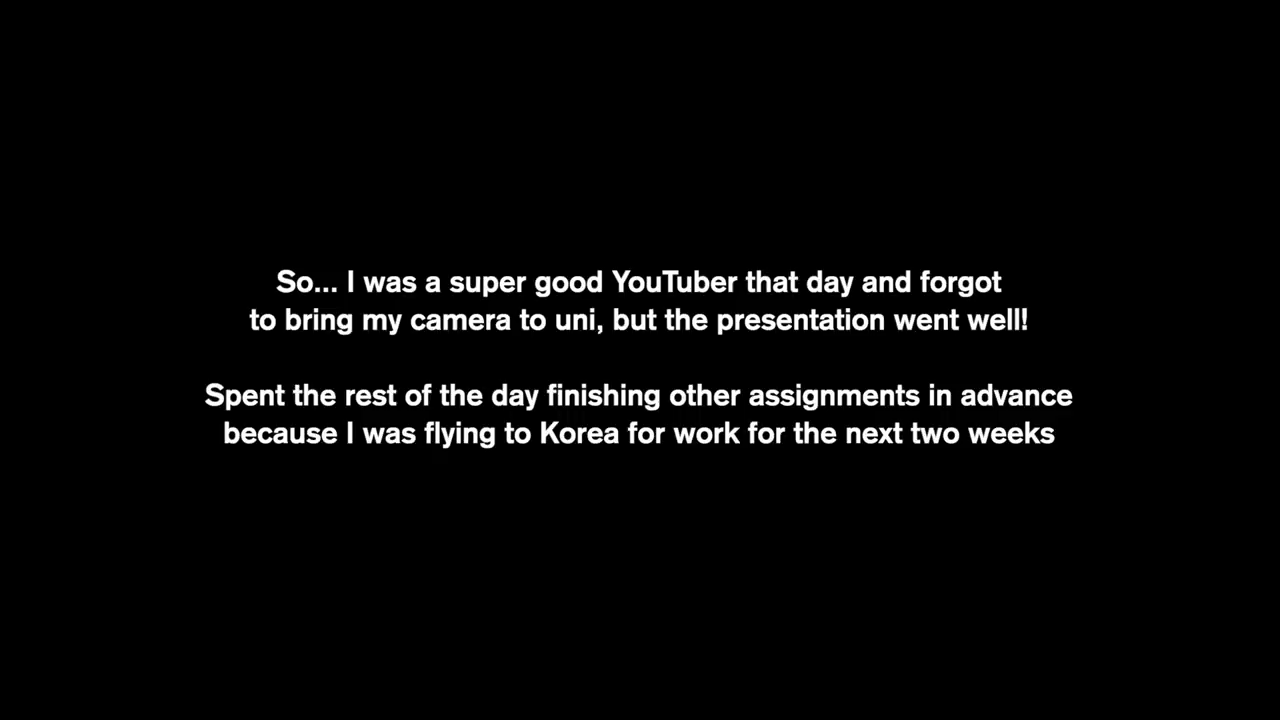 So... I was a super good YouTuber that day and forgot
to bring my camera to uni, but the presentation went well!
Spent the rest of the day finishing other assignments in advance
because I was flying to Korea for work for the next two weeks